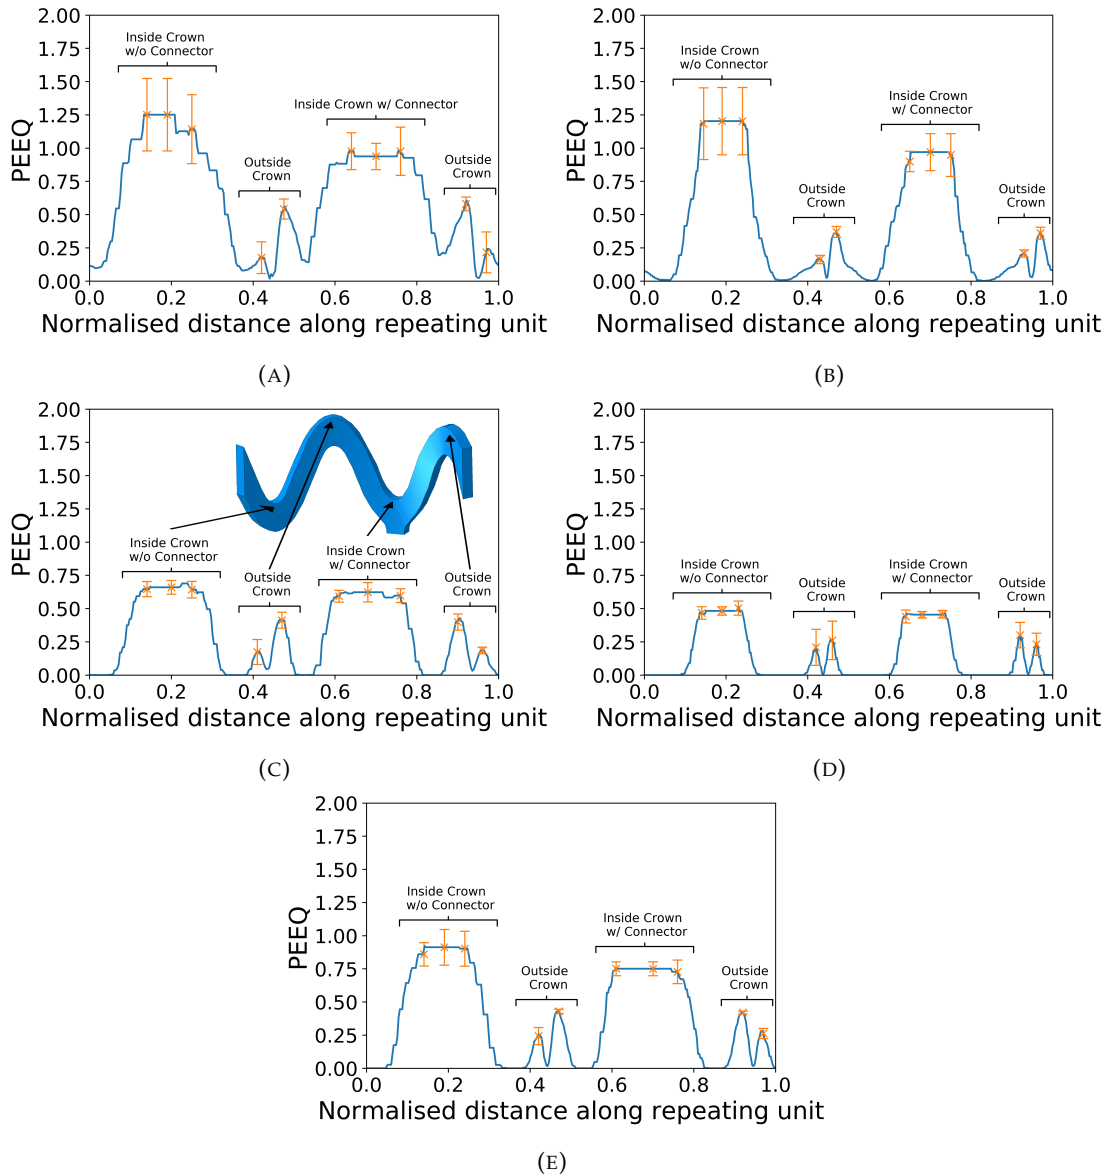 2.00
1.75
1.50
1.25
1.00
0.75
0.50
0.25
0.00
PEEQ
Inside Crown
w/o Connector
Inside Crown w/ Connector
Outside
Crown
Outside
Crown
0.0 0.2 0.4 0.6 0.8 1.0
Normalised distance along repeating unit
(A)
2.00
1.75
1.50
1.25
1.00
0.75
0.50
0.25
0.00
PEEQ
Inside Crown
w/o Connector
Inside Crown
w/ Connector
Outside
Crown
Outside
Crown
0.0 0.2 0.4 0.6 0.8 1.0
Normalised distance along repeating unit
(B)
2.00
1.75
1.50
1.25
1.00
0.75
0.50
0.25
0.00
PEEQ
Inside Crown
w/o Connector
Inside Crown
w/ Connector
Outside
Crown
Outside
Crown
0.0 0.2 0.4 0.6 0.8 1.0
Normalised distance along repeating unit
(C)
2.00
1.75
1.50
1.25
1.00
0.75
0.50
0.25
0.00
PEEQ
Inside Crown
w/o Connector
Inside Crown
w/ Connector
Outside
Crown
Outside
Crown
0.0 0.2 0.4 0.6 0.8 1.0
Normalised distance along repeating unit
(D)
2.00
1.75
1.50
1.25
1.00
0.75
0.50
0.25
0.00
PEEQ
Inside Crown
w/o Connector
Inside Crown
w/ Connector
Outside
Crown
Outside
Crown
0.0 0.2 0.4 0.6 0.8 1.0
Normalised distance along repeating unit
(E)